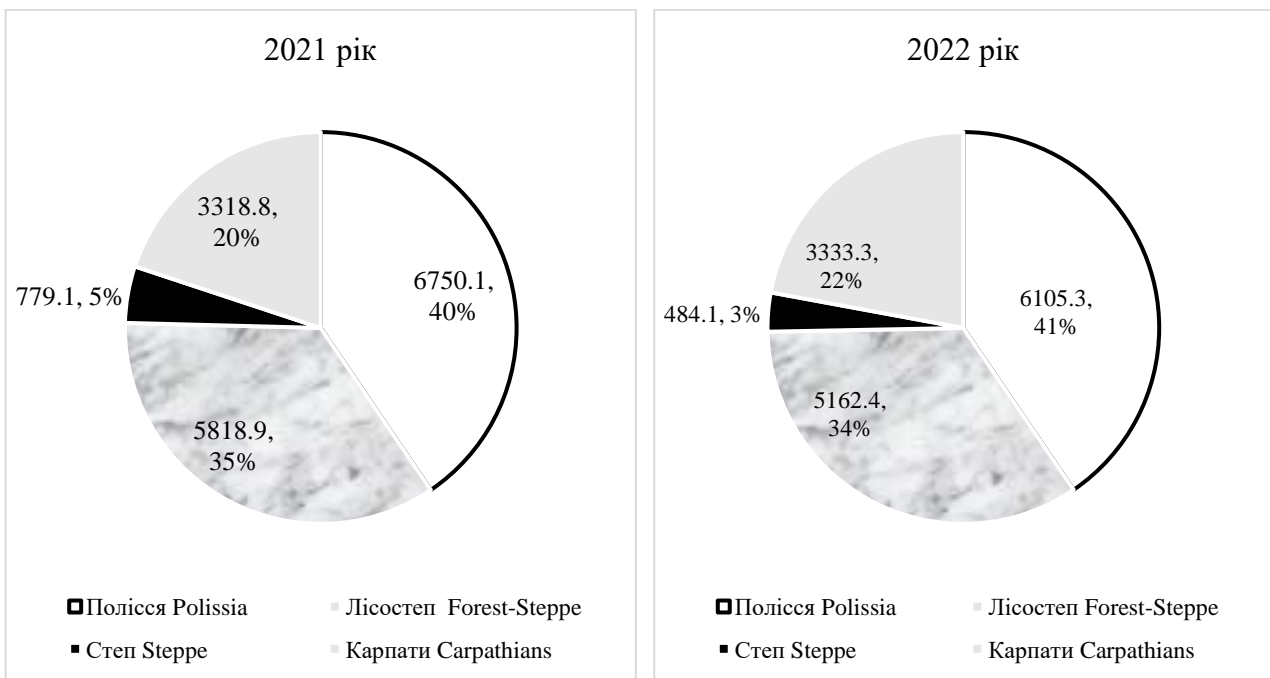 2021 рік
3318.8,
20%
6750.1,
40%
779.1, 5%
5818.9,
35%
Полісся Polissia
Лісостеп Forest-Steppe
Степ Steppe
Карпати Carpathians
2022 рік
3333.3,
22%
6105.3,
41%
484.1, 3%
5162.4,
34%
Полісся Polissia
Лісостеп Forest-Steppe
Степ Steppe
Карпати Carpathians